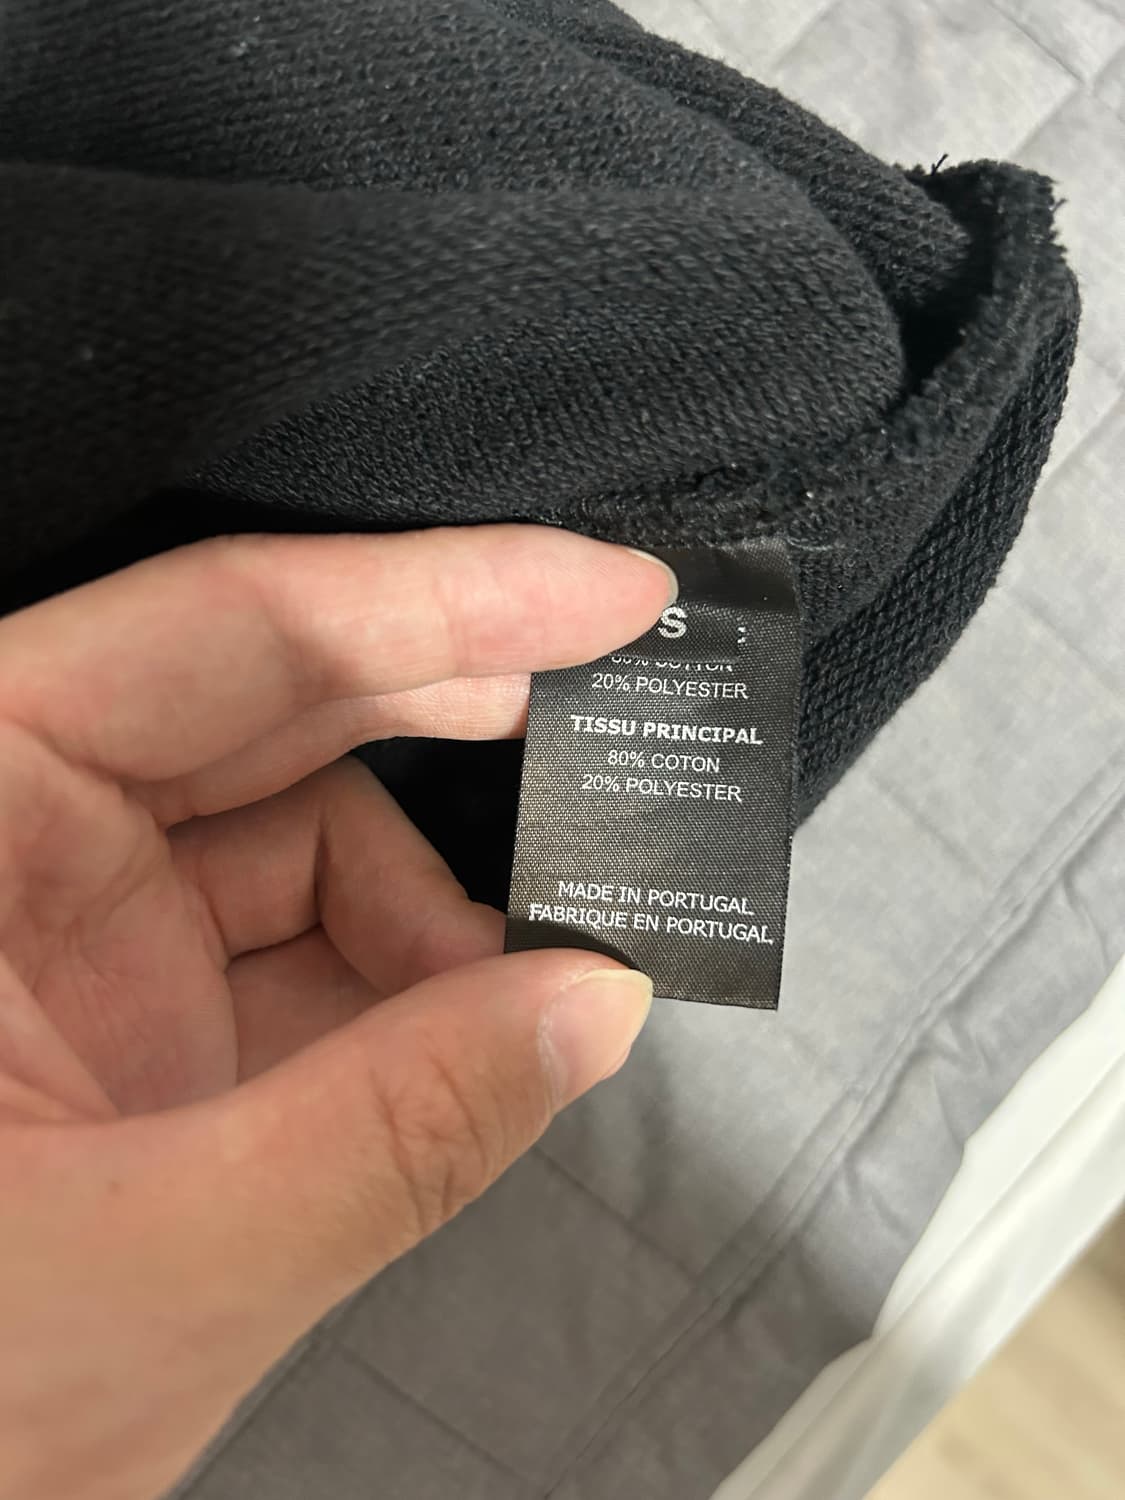 S
20% POLYESTER
TISSU PRINCIPAL
80% COTON
20% POLYESTER
MADE IN PORTUGAL
FABRIQUE EN PORTUGAL